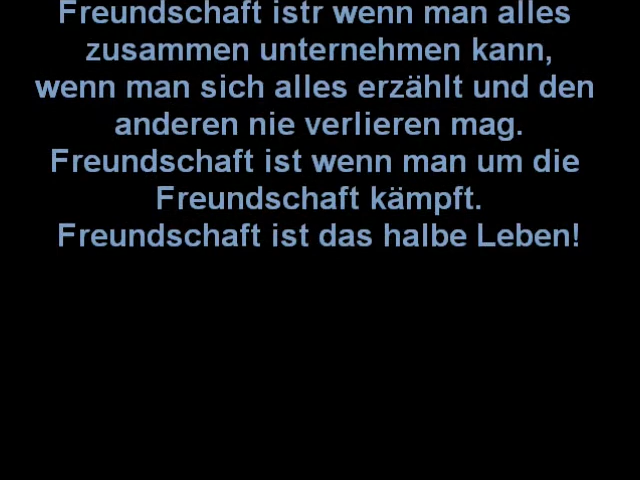 Freundschaft istr wenn man alles
zusammen unternehmen kann,
wenn man sich alles erzählt und den
anderen nie verlieren mag.
Freundschaft ist wenn man um die
Freundschaft kämpft.
Freundschaft ist das halbe Leben!